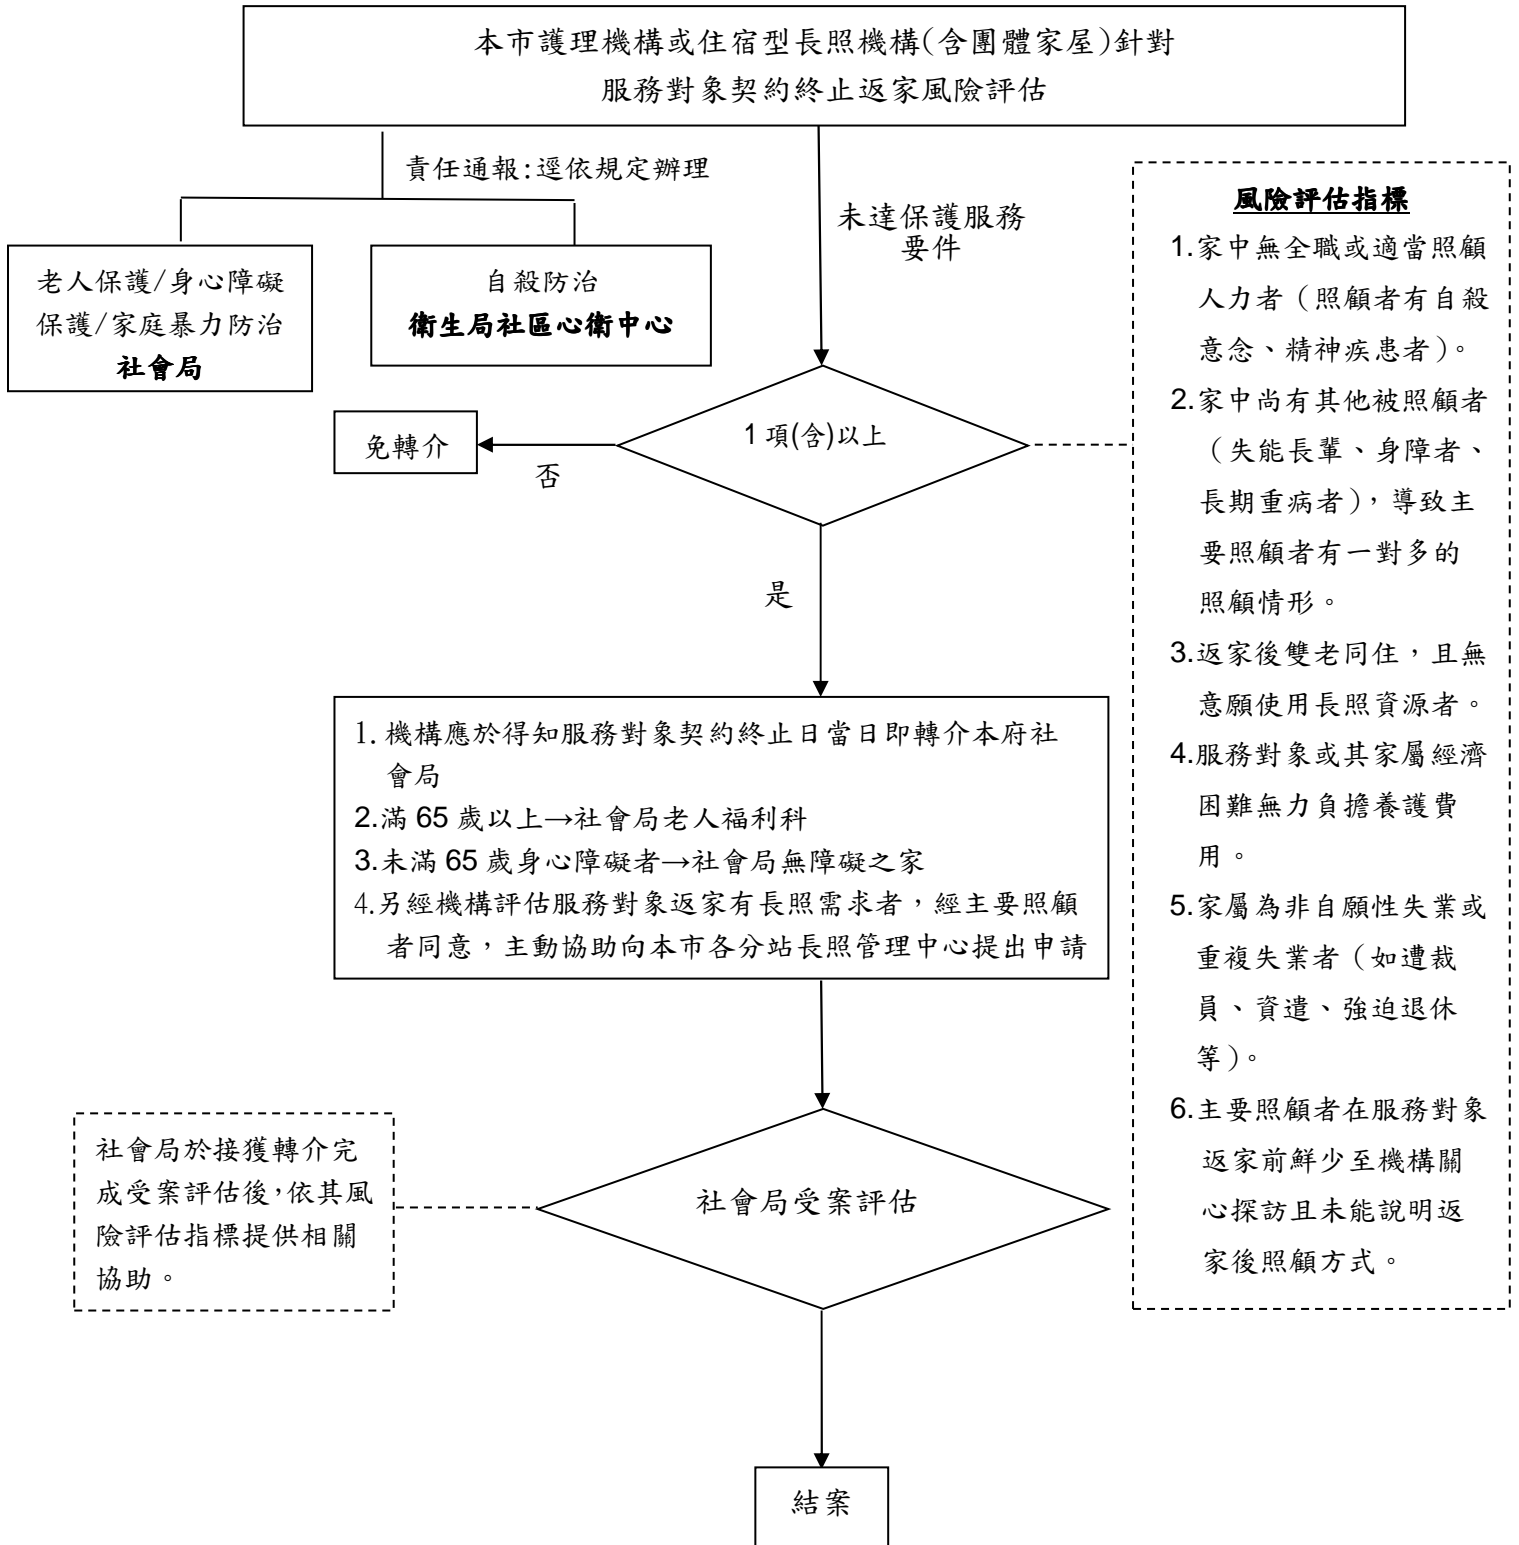 本市護理機構或住宿型長照機構(含團體家屋)針對
服務對象契約終止返家風險評估
責任通報:逕依規定辦理
未達保護服務
要件
老人保護/身心障礙
保護/家庭暴力防治
社會局
自殺防治
衛生局社區心衛中心
免轉介
否
1 項(含)以上
是
1. 機構應於得知服務對象契約終止日當日即轉介本府社
會局
2.滿 65 歲以上→社會局老人福利科
3.未滿 65 歲身心障礙者→社會局無障礙之家
4.另經機構評估服務對象返家有長照需求者，經主要照顧
者同意，主動協助向本市各分站長照管理中心提出申請
風險評估指標
1.家中無全職或適當照顧
人力者（照顧者有自殺
意念、精神疾患者）。
2.家中尚有其他被照顧者
（失能長輩、身障者、
長期重病者），導致主
要照顧者有一對多的
照顧情形。
3.返家後雙老同住，且無
意願使用長照資源者。
4.服務對象或其家屬經濟
困難無力負擔養護費
用。
5.家屬為非自願性失業或
重複失業者（如遭裁
員、資遣、強迫退休
等）。
6.主要照顧者在服務對象
返家前鮮少至機構關
心探訪且未能說明返
家後照顧方式。
社會局於接獲轉介完
成受案評估後，依其風
險評估指標提供相關
協助。
社會局受案評估
結案